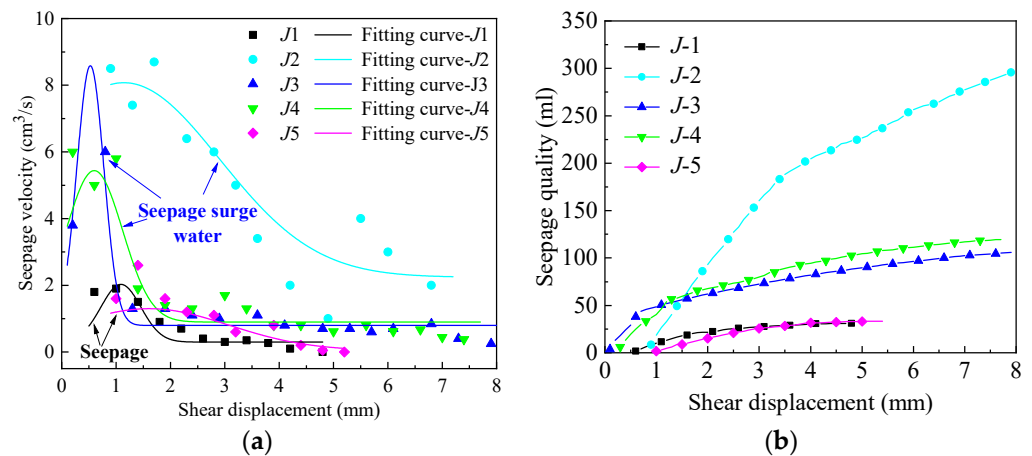 10
8
6
4
2
0
Seepage velocity (cm³/s)
J1 Fitting curve-J1
J2 Fitting curve-J2
J3 Fitting curve-J3
J4 Fitting curve-J4
J5 Fitting curve-J5
Seepage surge
water
Seepage
0 1 2 3 4 5 6 7 8
Shear displacement (mm)
(a)
350
300
250
200
150
100
50
0
Seepage quality (ml)
J-1
J-2
J-3
J-4
J-5
0 1 2 3 4 5 6 7 8
Shear displacement (mm)
(b)